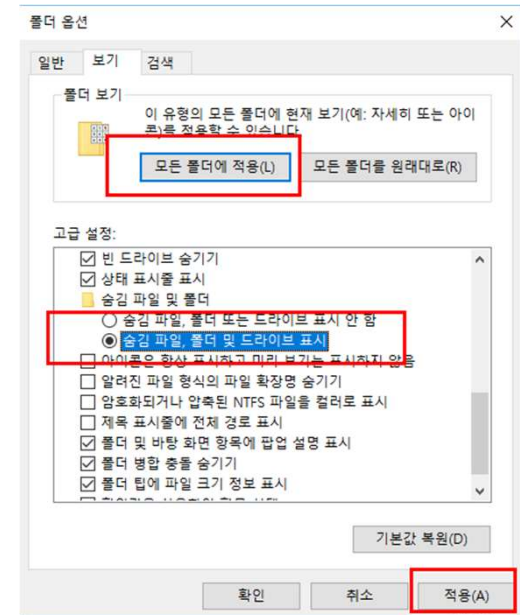 폴더 옵션
일반 보기 검색
폴더 보기
이 유형의 모든 폴더에 현재 보기(예: 자세히 또는 아이
콘)를 적용할 수 있습니다.
모든 폴더에 적용(L) 모든 폴더를 원래대로(R)
고급 설정:
빈 드라이브 숨기기
상태 표시줄 표시
숨김 파일 및 폴더
숨김 파일, 폴더 또는 드라이브 표시 안 함
숨김 파일, 폴더 및 드라이브 표시
아이콘은 항상 표시하고 미리 보기는 표시하지 않음
알려진 파일 형식의 파일 확장명 숨기기
암호화되거나 압축된 NTFS 파일을 컬러로 표시
제목 표시줄에 전체 경로 표시
폴더 및 바탕 화면 항목에 팝업 설명 표시
폴더 병합 충돌 숨기기
폴더 팁에 파일 크기 정보 표시
기본값 복원(D)
확인 취소 적용(A)